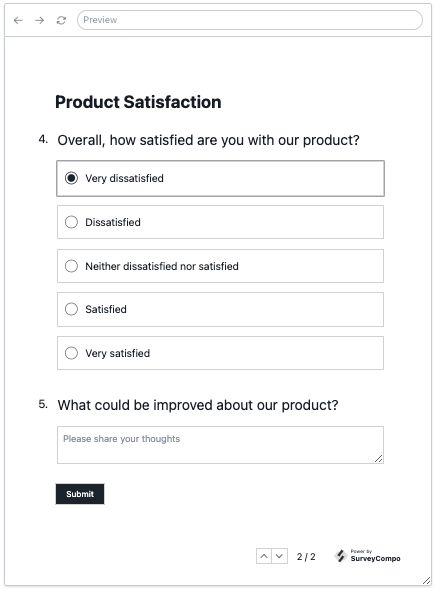 Preview
Product Satisfaction
4. Overall, how satisfied are you with our product?
Very dissatisfied
Dissatisfied
Neither dissatisfied nor satisfied
Satisfied
Very satisfied
5. What could be improved about our product?
Please share your thoughts
Submit
2 / 2
Power by
SurveyCompo